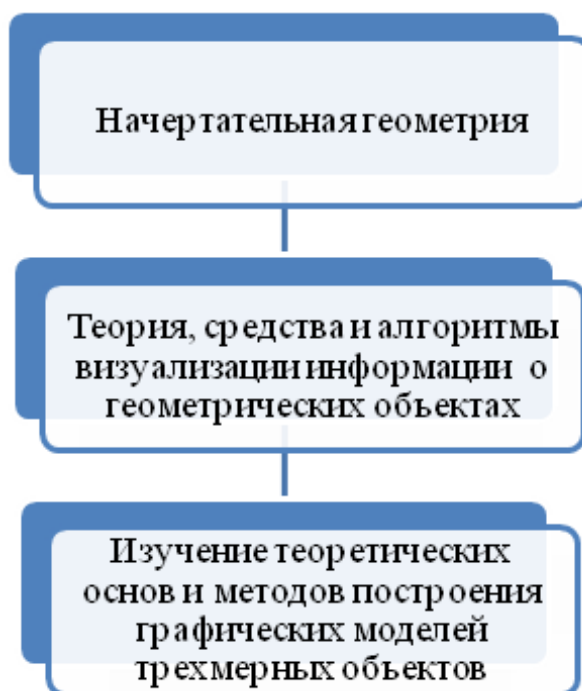 Начертательная геометрия
Теория, средства и алгоритмы
визуализации информации о
геометрических объектах
Изучение теоретических
основ и методов построения
графических моделей
трехмерных объектов